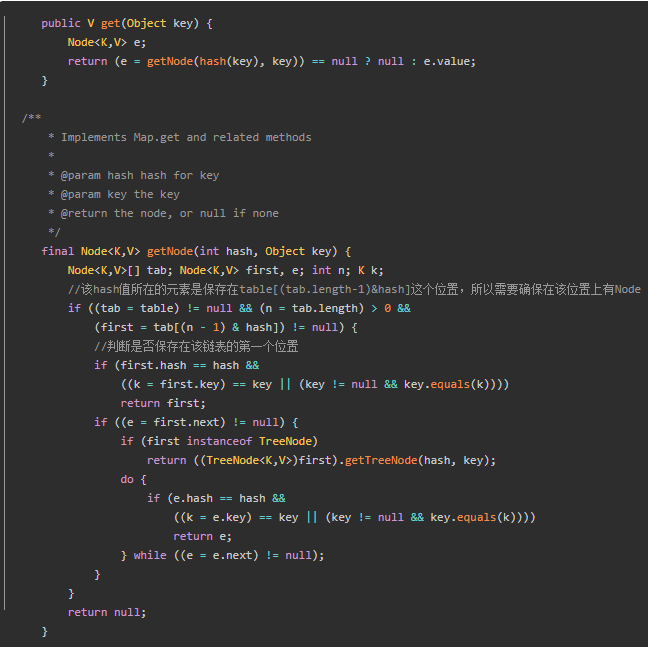 public V get(Object key) {
Node<K,V> e;
return (e = getNode(hash(key), key)) == null ? null : e.value;
}
/**
* Implements Map.get and related methods
*
* @param hash hash for key
* @param key the key
* @return the node, or null if none
*/
final Node<K,V> getNode(int hash, Object key) {
Node<K,V>[] tab; Node<K,V> first, e; int n; K k;
//该hash值所在的元素是保存在table[(tab.length-1)&hash]这个位置，所以需要确保在该位置上有Node
if ((tab = table) != null && (n = tab.length) > 0 &&
(first = tab[(n - 1) & hash]) != null) {
//判断是否保存在该链表的第一个位置
if (first.hash == hash &&
((k = first.key) == key || (key != null && key.equals(k))))
return first;
if ((e = first.next) != null) {
if (first instanceof TreeNode)
return ((TreeNode<K,V>)first).getTreeNode(hash, key);
do {
if (e.hash == hash &&
((k = e.key) == key || (key != null && key.equals(k))))
return e;
} while ((e = e.next) != null);
}
}
return null;
}